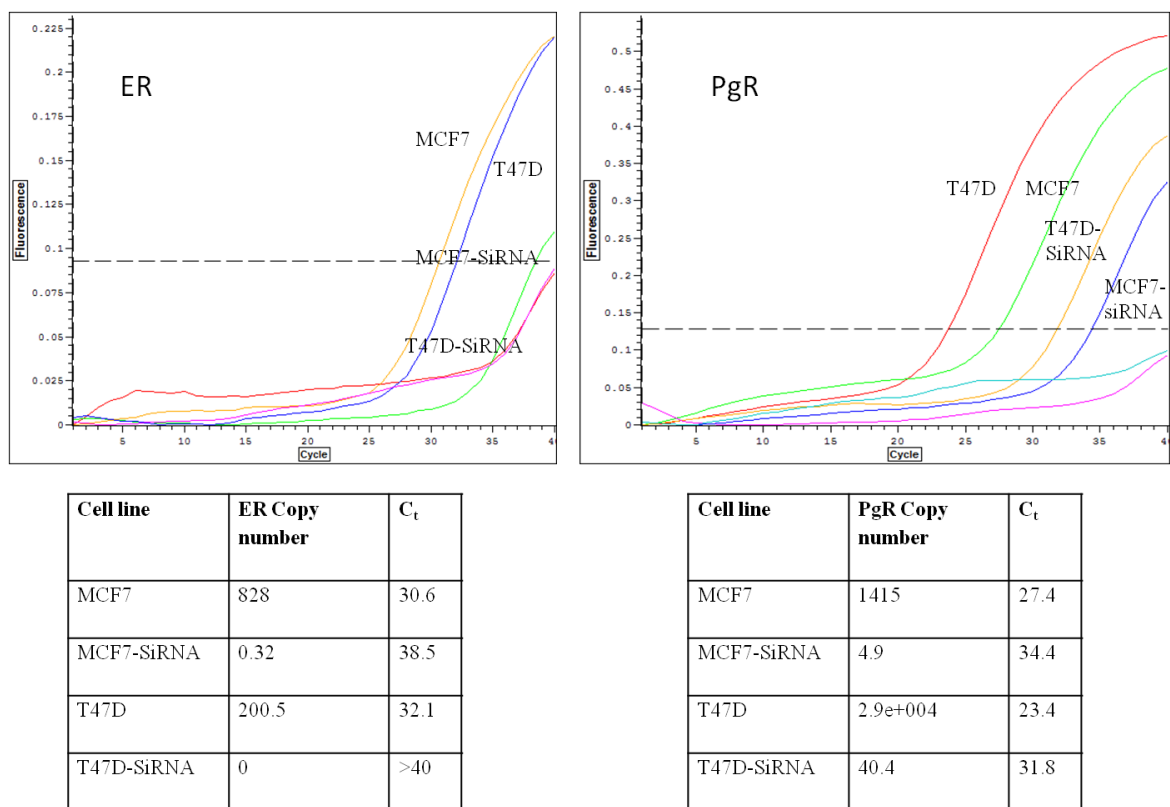 ER
0.225
0.2
0.175
0.15
0.125
0.1
0.075
0.05
0.025
0
Fluorescence
MCF7
T47D
MCF7-SiRNA
T47D-SiRNA
5 10 15 20 25 30 35 40
Cycle
PgR
0.5
0.45
0.4
0.35
0.3
0.25
0.2
0.15
0.1
0.05
0
Fluorescence
T47D
MCF7
T47D-
SiRNA
MCF7-
siRNA
5 10 15 20 25 30 35 40
Cycle
Cell line ER Copy number Ct
MCF7 828 30.6
MCF7-SiRNA 0.32 38.5
T47D 200.5 32.1
T47D-SiRNA 0 >40
Cell line PgR Copy number Ct
MCF7 1415 27.4
MCF7-SiRNA 4.9 34.4
T47D 2.9e+004 23.4
T47D-SiRNA 40.4 31.8